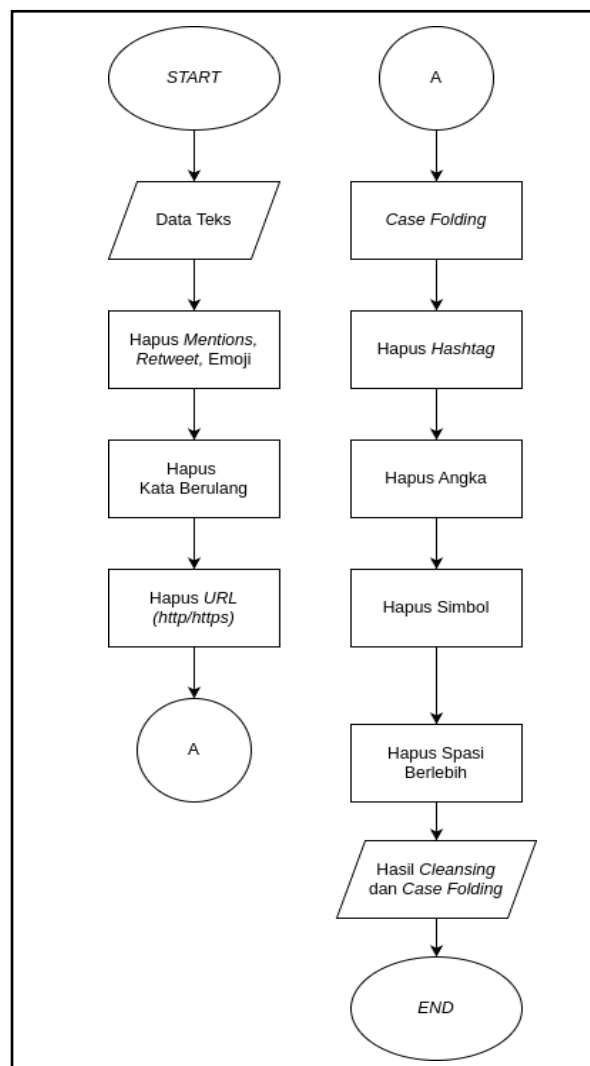 START
Data Teks
Hapus Mentions,
Retweet, Emoji
Hapus
Kata Berulang
Hapus URL
(http/https)
A
A
Case Folding
Hapus Hashtag
Hapus Angka
Hapus Simbol
Hapus Spasi
Berlebih
Hasil Cleansing
dan Case Folding
END